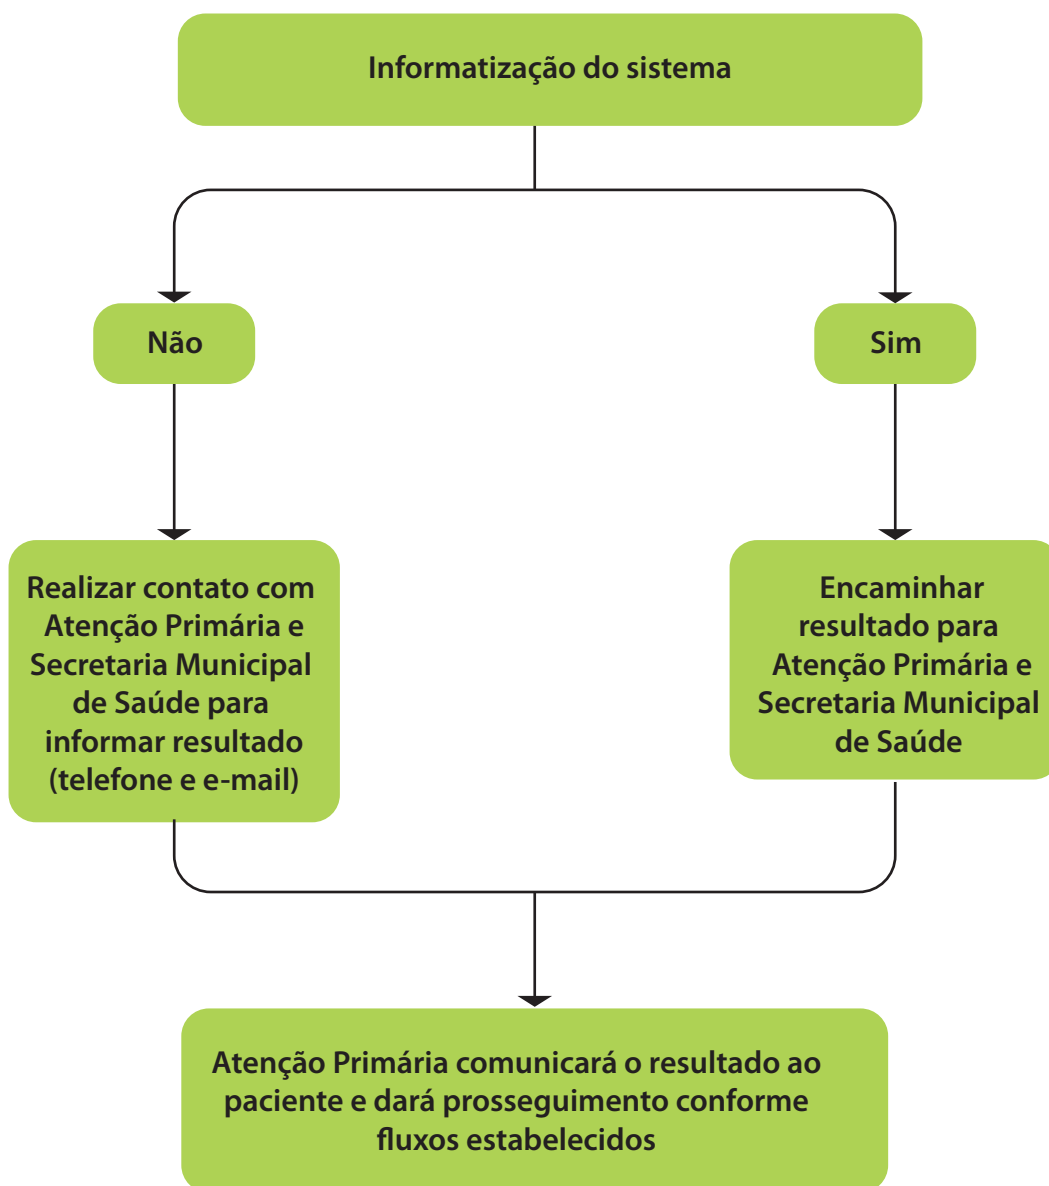 Informatização do sistema
Não
Sim
Realizar contato com
Atenção Primária e
Secretaria Municipal
de Saúde para
informar resultado
(telefone e e-mail)
Encaminhar
resultado para
Atenção Primária e
Secretaria Municipal
de Saúde
Atenção Primária comunicará o resultado ao
paciente e dará prosseguimento conforme
fluxos estabelecidos